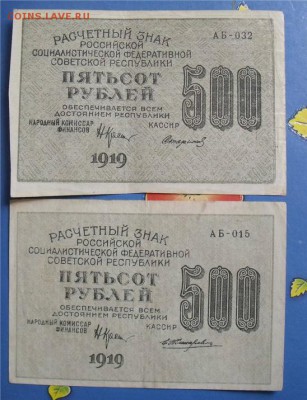 COINS.LAVE.RU
РАСЧЕТНЫЙ ЗНАК
РОССИЙСКОЙ
СОЦИАЛИСТИЧЕСКОЙ ФЕДЕРАТИВНОЙ
СОВЕТСКОЙ РЕСПУБЛИКИ
АБ-032
ПЯТЬСОТ
РУБЛЕЙ
500
ОБЕСПЕЧИВАЕТСЯ ВСЕМ
ДОСТОЯНИЕМ РЕСПУБЛИКИ
НАРОДНЫЙ КОМИССАР
ФИНАНСОВ
КАССИР
1919
РАСЧЕТНЫЙ ЗНАК
РОССИЙСКОЙ
СОЦИАЛИСТИЧЕСКОЙ ФЕДЕРАТИВНОЙ
СОВЕТСКОЙ РЕСПУБЛИКИ
АБ-015
ПЯТЬСОТ
РУБЛЕЙ
500
ОБЕСПЕЧИВАЕТСЯ ВСЕМ
ДОСТОЯНИЕМ РЕСПУБЛИКИ
НАРОДНЫЙ КОМИССАР
ФИНАНСОВ
КАССИР
1919